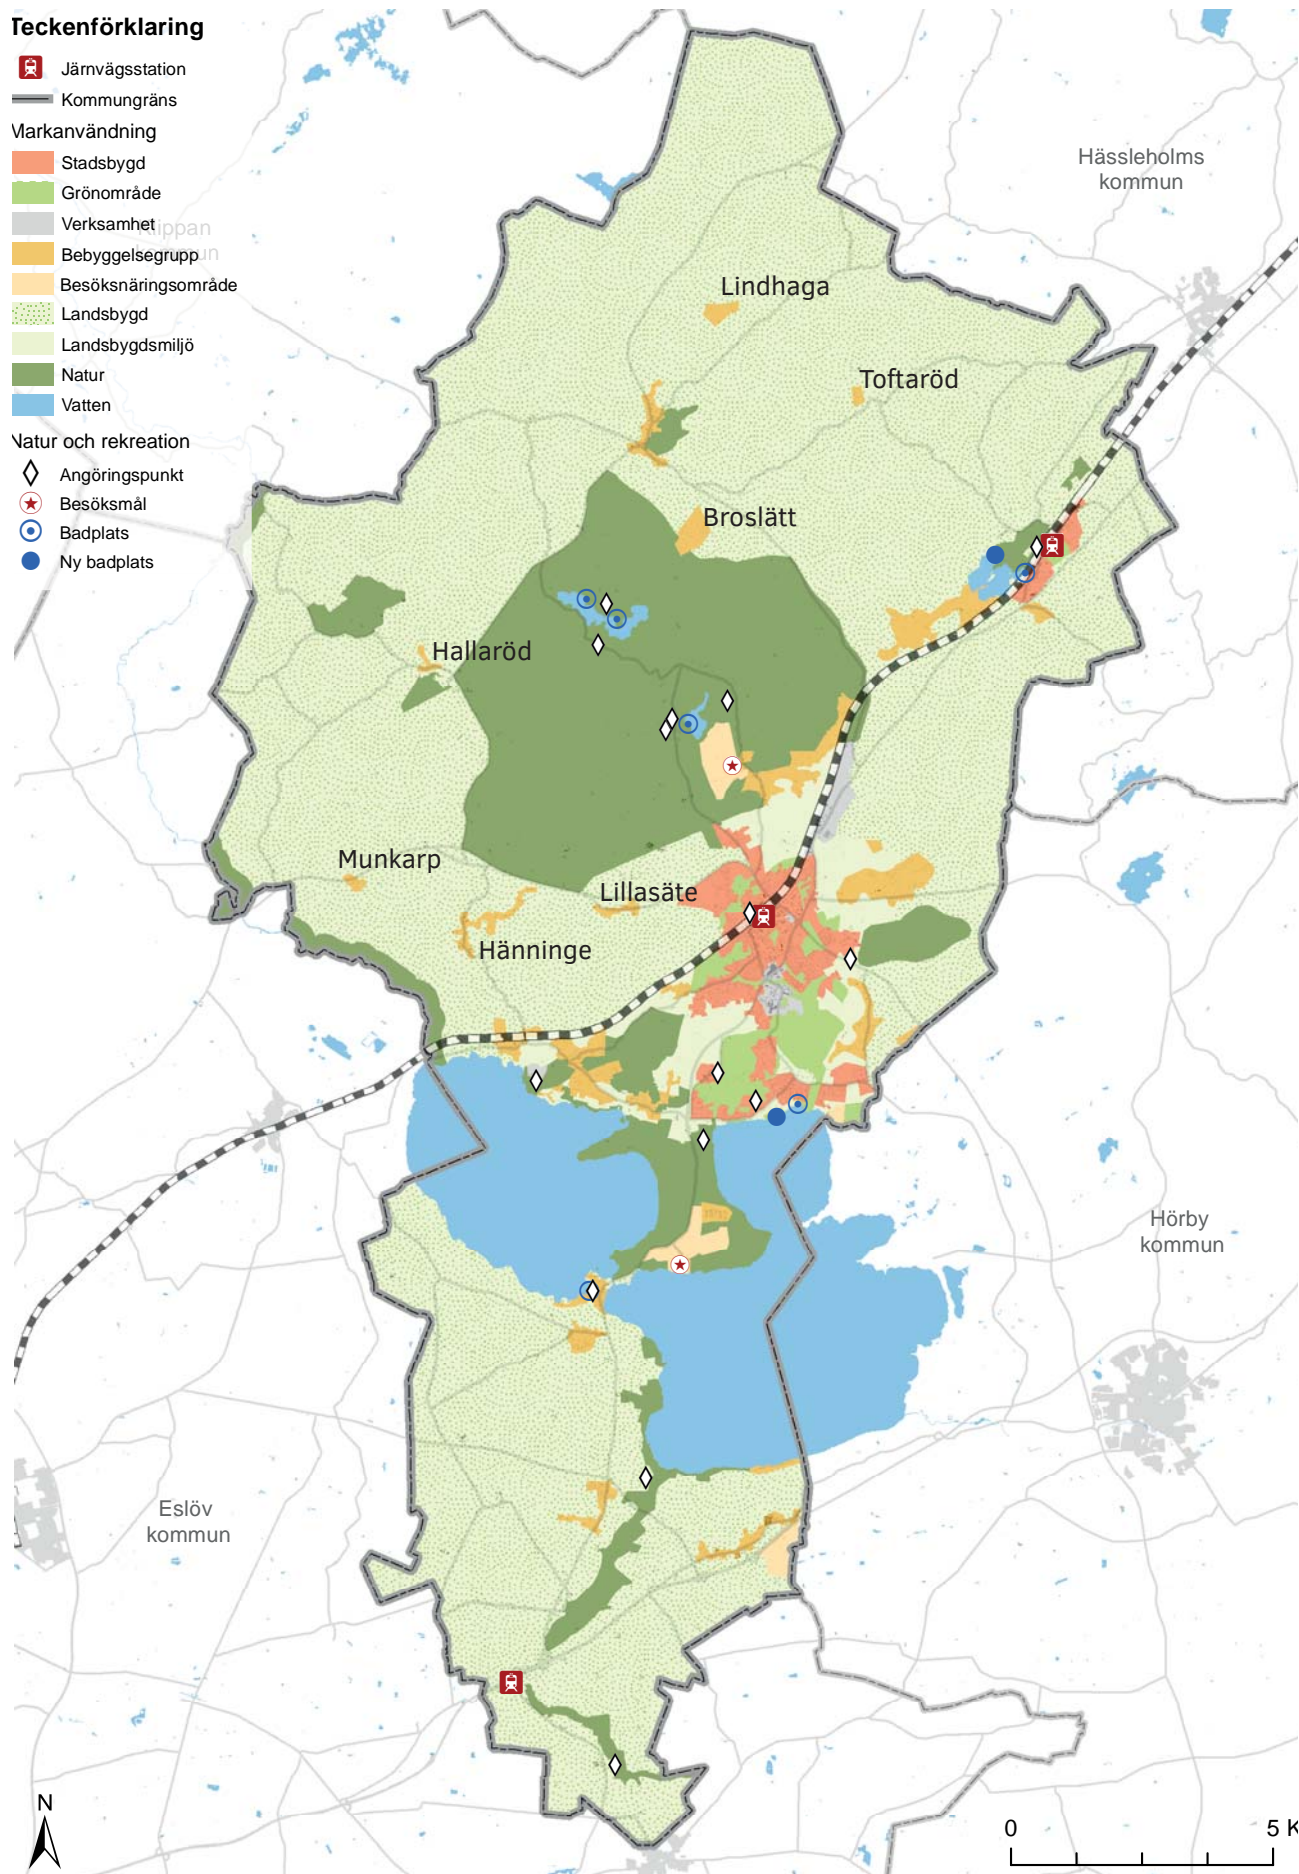 Teckenförklaring
Järnvägsstation
Kommungräns
Markanvändning
Stadsbygd
Grönområde
Verksamhet
Bebyggelsegrupp
Besöksnäringsområde
Landsbygd
Landsbygdsmiljö
Natur
Vatten
Natur och rekreation
Angöringspunkt
Besöksmål
Badplats
Ny badplats
Hässleholms
kommun
Lindhaga
Toftaröd
Broslätt
Hallaröd
Munkarp
Lillasäte
Hänninge
Hörby
kommun
Eslöv
kommun
N
0 5 K